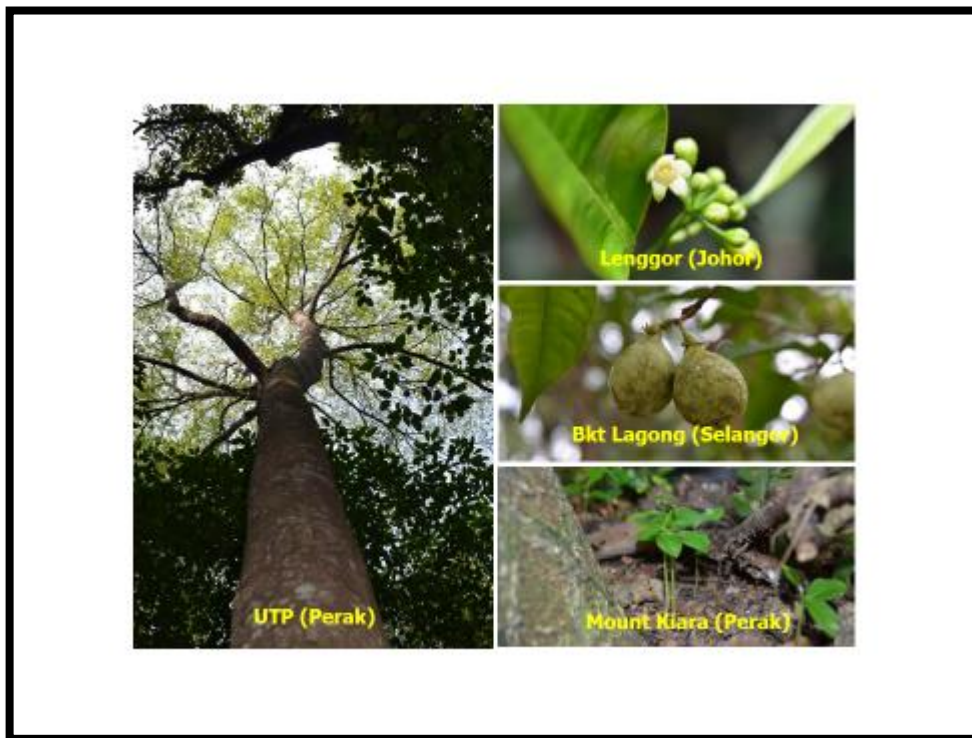 Lenggor (Johor)
Bkt Lagong (Selangor)
UTP (Perak)
Mount Kiara (Perak)